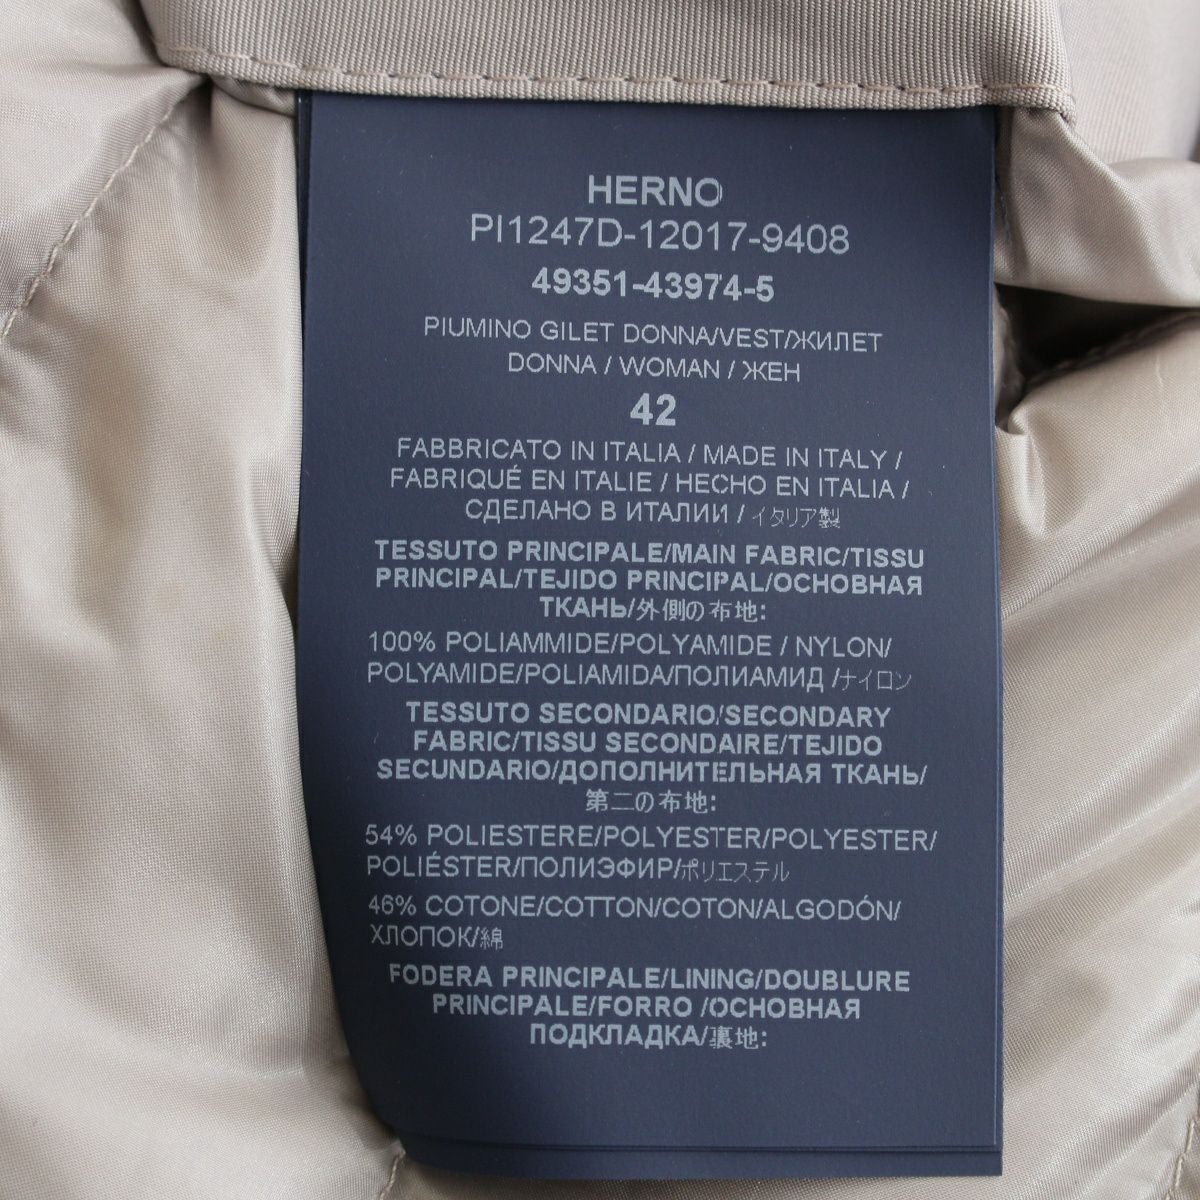 HERNO
PI1247D-12017-9408
49351-43974-5
PIUMINO GILET DONNA/VEST/ЖИЛЕТ
DONNA / WOMAN / ЖЕН
42
FABBRICATO IN ITALIA / MADE IN ITALY /
FABRIQUÉ EN ITALIE / HECHO EN ITALIA /
СДЕЛАНО В ИТАЛИИ / イタリア製
TESSUTO PRINCIPALE/MAIN FABRIC/TISSU
PRINCIPAL/TEJIDO PRINCIPAL/ОСНОВНАЯ
ТКАНЬ/外側の布地:
100% POLIAMMIDE/POLYAMIDE / NYLON/
POLYAMIDE/POLIAMIDA/ПОЛИАМИД /ナイロン
TESSUTO SECONDARIO/SECONDARY
FABRIC/TISSU SECONDAIRE/TEJIDO
SECUNDARIO/ДОПОЛНИТЕЛЬНАЯ ТКАНЬ/
第二の布地:
54% POLIESTERE/POLYESTER/POLYESTER/
POLIÉSTER/ПОЛИЭФИР/ポリエステル
46% COTONE/COTTON/COTON/ALGODÓN/
ХЛОПОК/綿
FODERA PRINCIPALE/LINING/DOUBLURE
PRINCIPALE/FORRO /ОСНОВНАЯ
ПОДКЛАДКА/裏地: